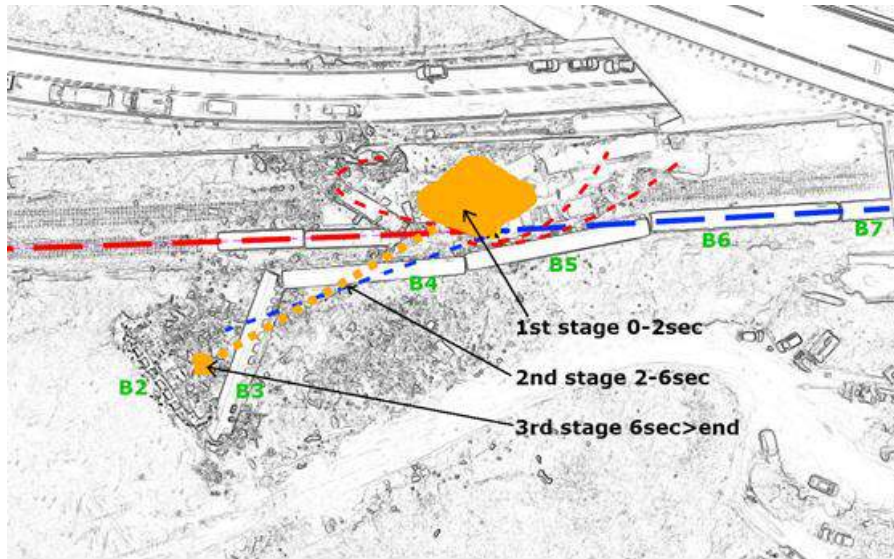 B7
B6
B5
B4
1st stage 0-2sec
2nd stage 2-6sec
B2
B3
3rd stage 6sec>end